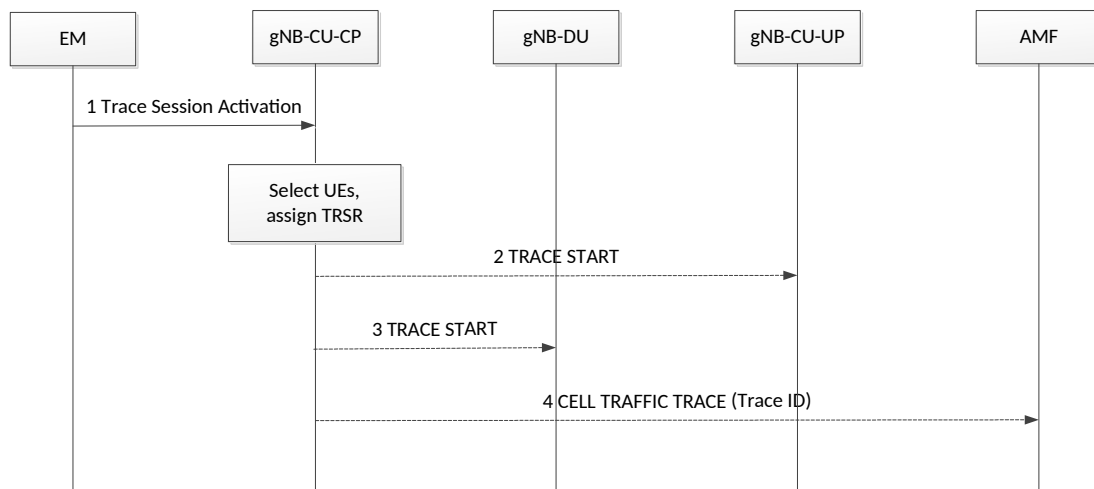 EM
gNB-CU-CP
gNB-DU
gNB-CU-UP
AMF
1 Trace Session Activation
Select UEs,
assign TRSR
2 TRACE START
3 TRACE START
4 CELL TRAFFIC TRACE (Trace ID)